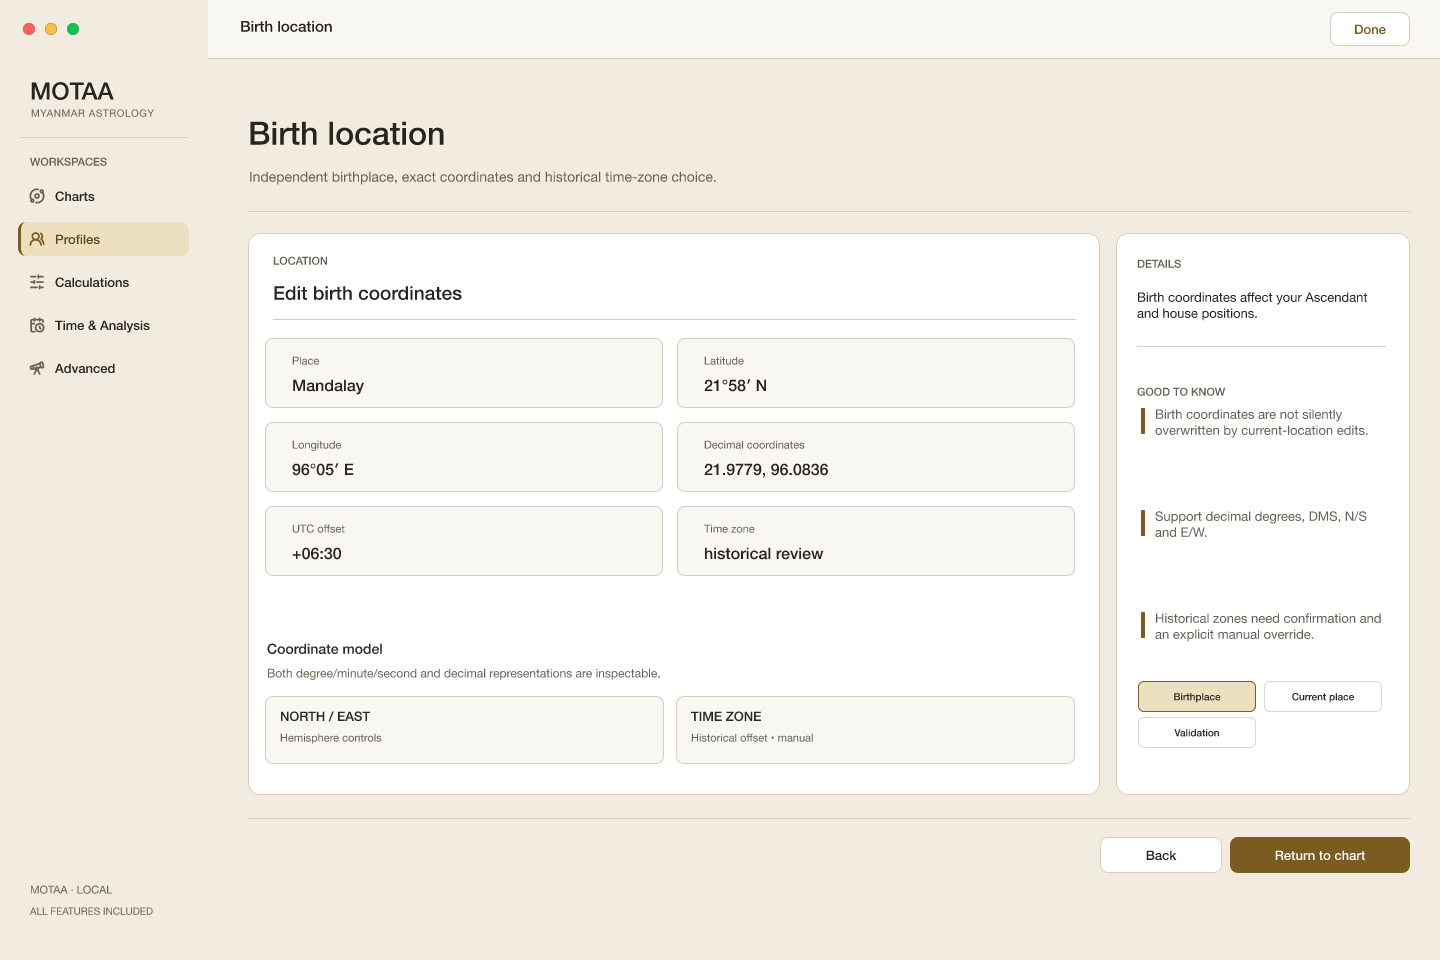 Birth location
Done
MOTAA
MYANMAR ASTROLOGY
WORKSPACES
Charts
Profiles
Calculations
Time & Analysis
Advanced
MOTAA · LOCAL
ALL FEATURES INCLUDED
Birth location
Independent birthplace, exact coordinates and historical time-zone choice.
LOCATION
Edit birth coordinates
Place
Mandalay
Latitude
21°58′ N
Longitude
96°05′ E
Decimal coordinates
21.9779, 96.0836
UTC offset
+06:30
Time zone
historical review
Coordinate model
Both degree/minute/second and decimal representations are inspectable.
NORTH / EAST
Hemisphere controls
TIME ZONE
Historical offset • manual
DETAILS
Birth coordinates affect your Ascendant
and house positions.
GOOD TO KNOW
Birth coordinates are not silently
overwritten by current-location edits.
Support decimal degrees, DMS, N/S
and E/W.
Historical zones need confirmation and
an explicit manual override.
Birthplace
Current place
Validation
Back
Return to chart